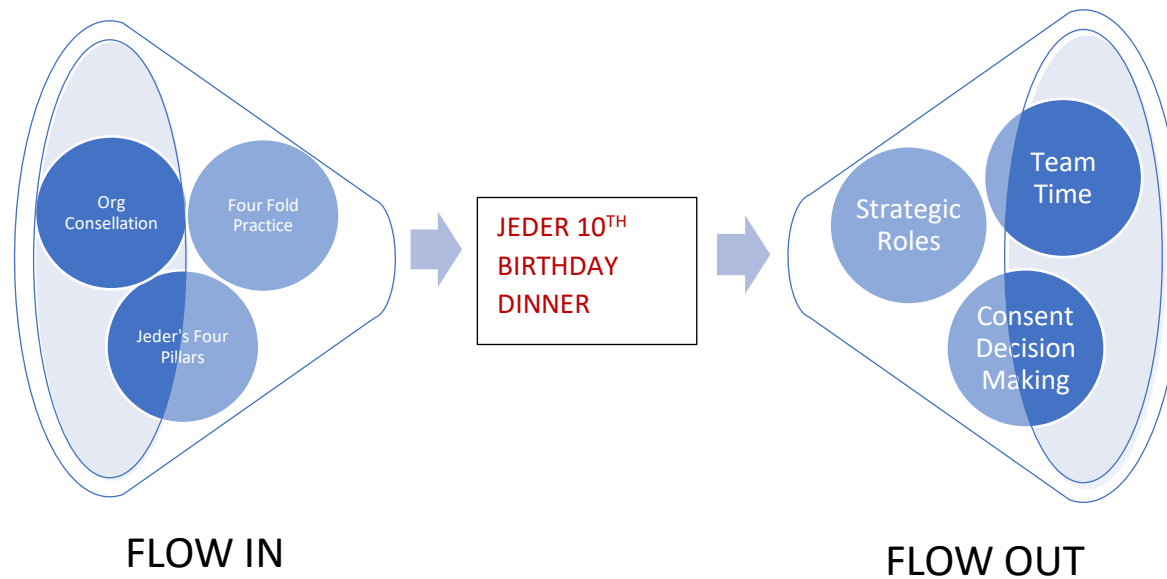 Org
Consellation
Four Fold
Practice
Jeder's Four
Pillars
FLOW IN
JEDER 10TH
BIRTHDAY
DINNER
Strategic
Roles
Team
Time
Consent
Decision
Making
FLOW OUT